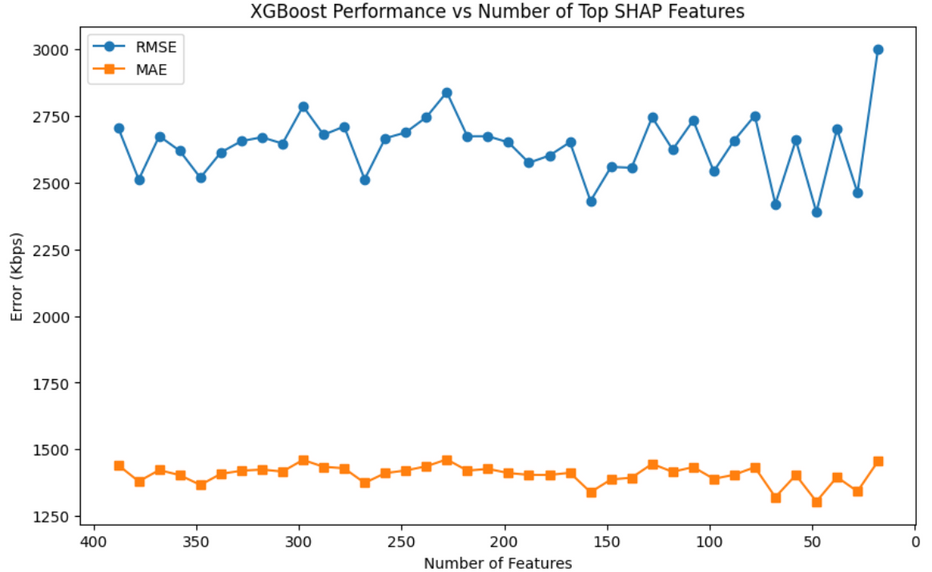 XGBoost Performance vs Number of Top SHAP Features
RMSE
MAE
3000
2750
2500
2250
2000
1750
1500
1250
Error (Kbps)
400 350 300 250 200 150 100 50 0
Number of Features